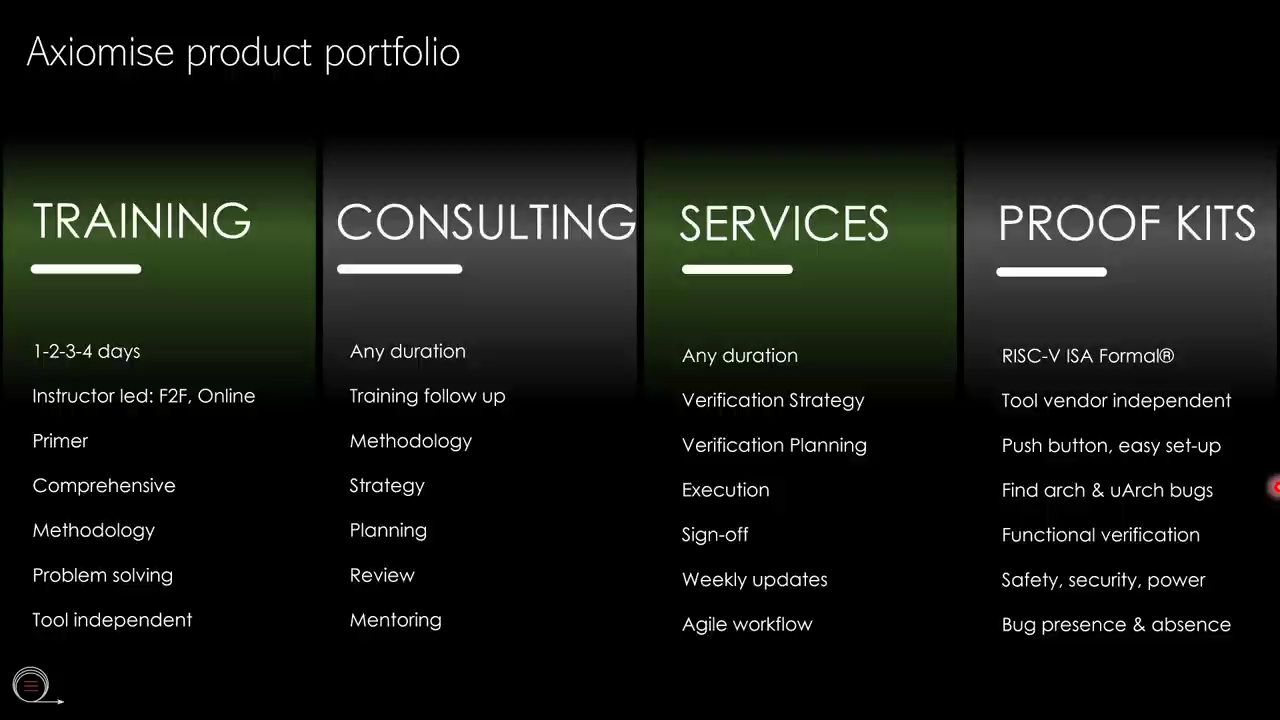 Axiomise product portfolio
TRAINING
1-2-3-4 days
Instructor led: F2F, Online
Primer
Comprehensive
Methodology
Problem solving
Tool independent
CONSULTING
Any duration
Training follow up
Methodology
Strategy
Planning
Review
Mentoring
SERVICES
Any duration
Verification Strategy
Verification Planning
Execution
Sign-off
Weekly updates
Agile workflow
PROOF KITS
RISC-V ISA Formal®
Tool vendor independent
Push button, easy set-up
Find arch & uArch bugs
Functional verification
Safety, security, power
Bug presence & absence